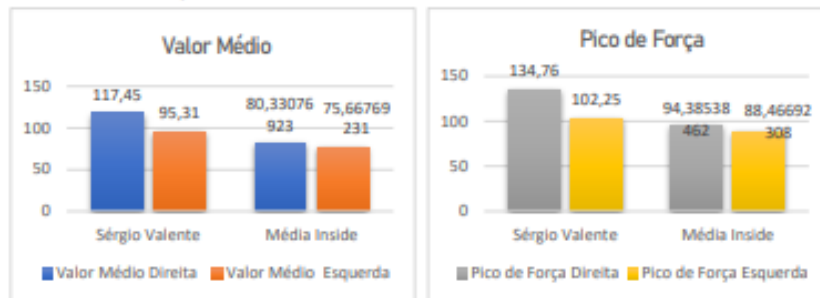 Valor Médio
150
100
50
0
117,45
95,31
80,33076
923
75,66769
231
Sérgio Valente
Média Inside
Valor Médio Direita
Valor Médio Esquerda
Pico de Força
150
100
50
0
134,76
102,25
94,38538
462
88,46692
308
Sérgio Valente
Média Inside
Pico de Força Direita
Pico de Força Esquerda